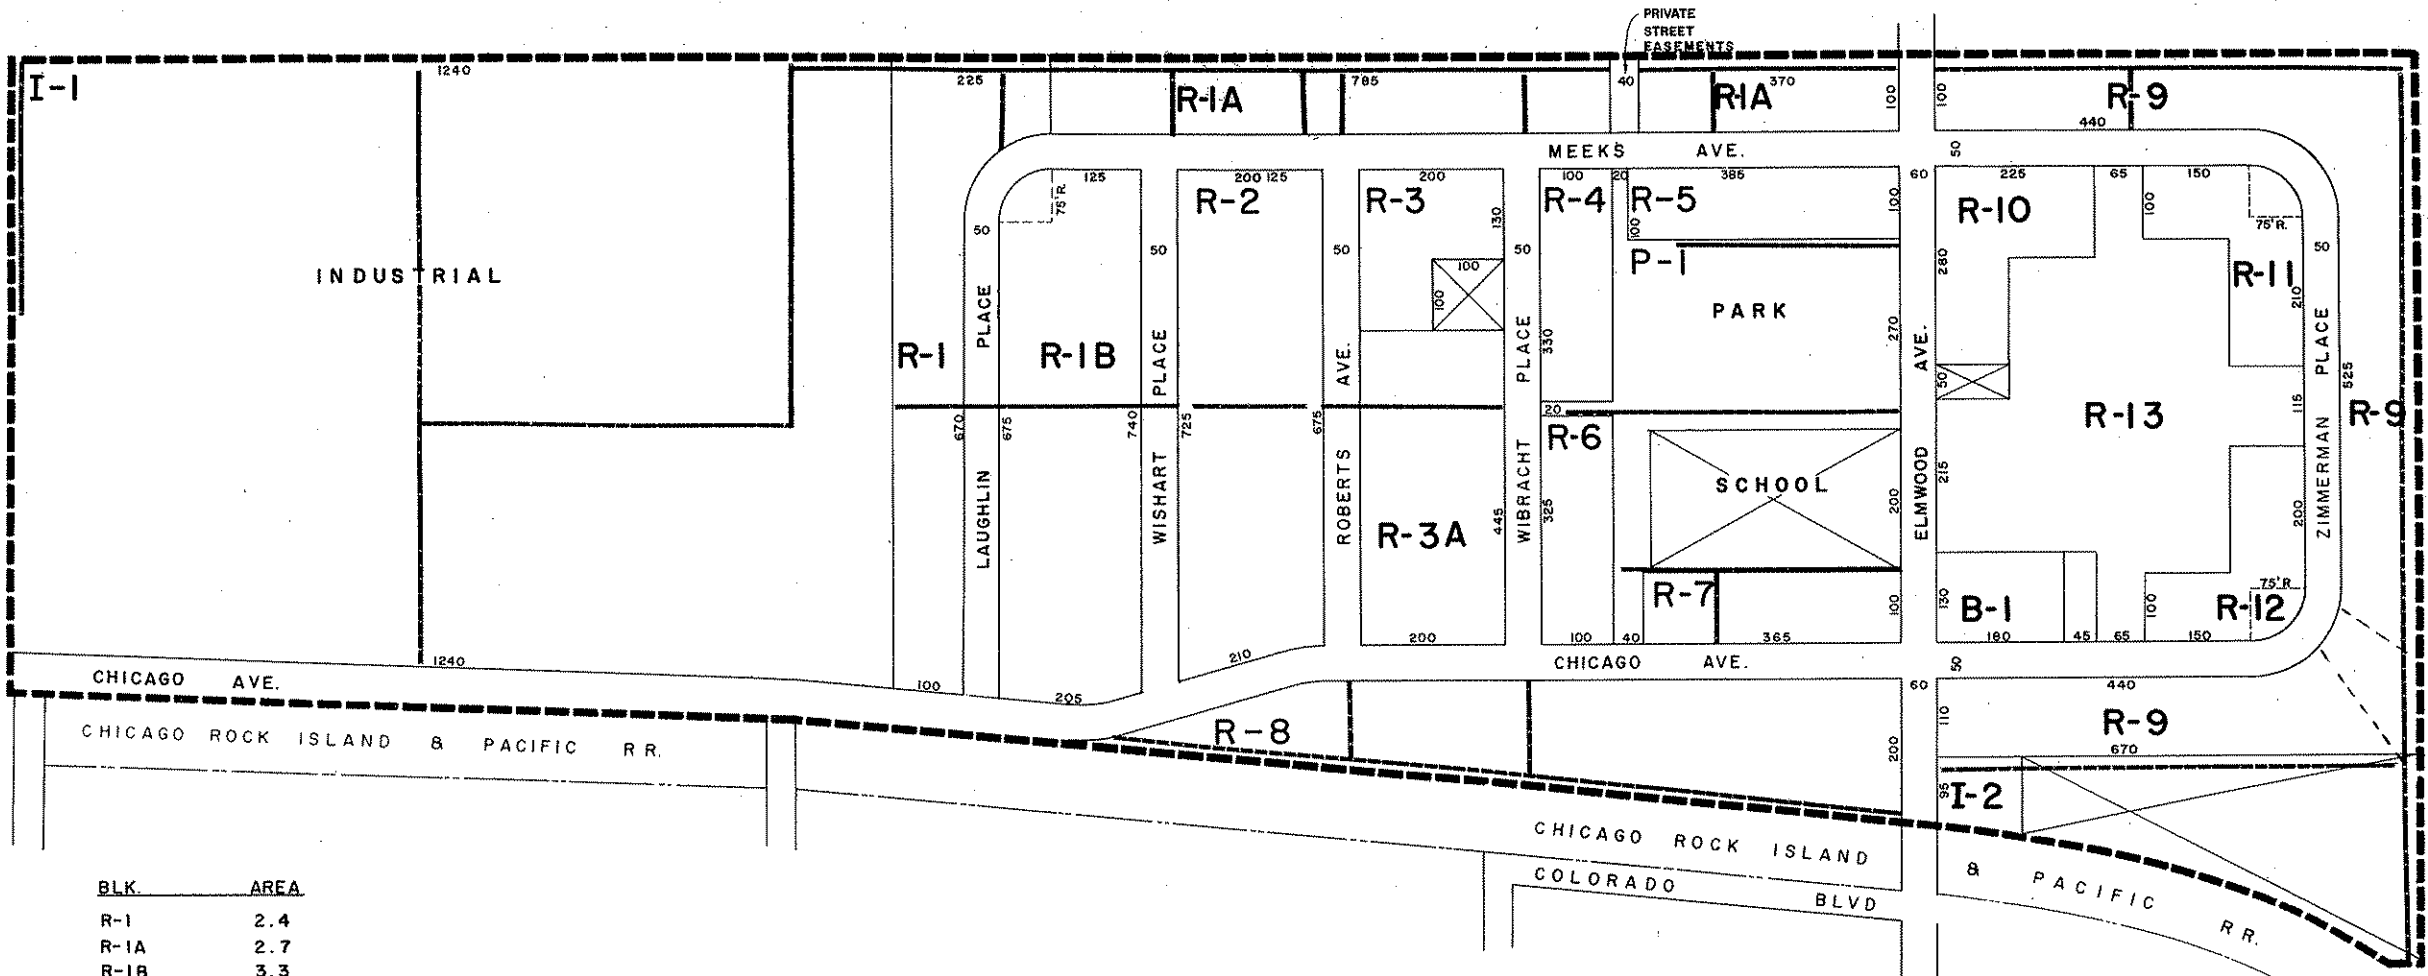 PRIVATE
STREET
EASEMENTS
I-1
1240
225
R-1A
785
40
R-1A
370
100
100
R-9
440
MEEKS AVE.
50
125
75'R.
200 125
200
100
20
385
60
225
65
150
R-2
R-3
R-4
R-5
R-10
130
100
100
100
75'R.
50
50
50
50
50
P-1
280
R-11
INDUSTRIAL
100
100
PARK
210
270
330
R-1
R-1B
LAUGHLIN PLACE
WISHART PLACE
ROBERTS AVE.
WIBRACHT PLACE
ELMWOOD AVE.
ZIMMERMAN PLACE
50
525
115
R-13
R-9
670
675
740
725
675
20
R-6
SCHOOL
215
R-3A
445
325
200
200
R-7
100
130
B-1
100
75'R
R-12
200
100
40
365
180
45
65
150
210
1240
CHICAGO AVE.
50
CHICAGO AVE.
100
205
60
440
R-8
110
R-9
670
200
CHICAGO ROCK ISLAND & PACIFIC R R.
95
I-2
CHICAGO ROCK ISLAND & PACIFIC R R.
COLORADO BLVD
BLK. AREA
R-1 2.4
R-1A 2.7
R-1B 3.3